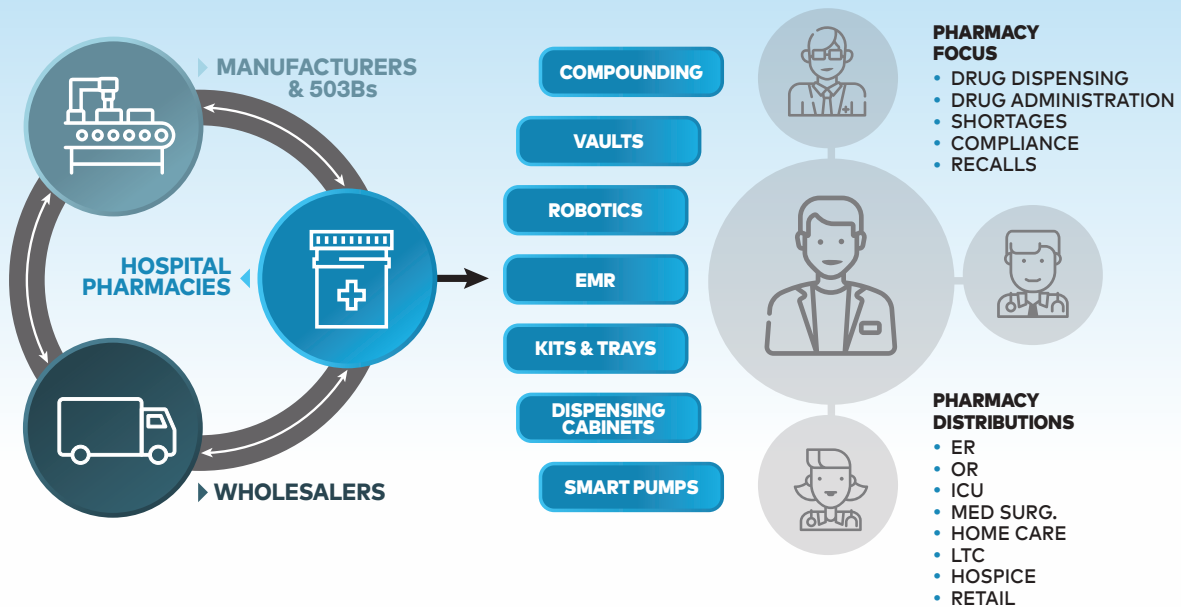 MANUFACTURERS
& 503Bs
HOSPITAL
PHARMACIES
WHOLESALERS
COMPOUNDING
VAULTS
ROBOTICS
EMR
KITS & TRAYS
DISPENSING
CABINETS
SMART PUMPS
PHARMACY
FOCUS
• DRUG DISPENSING
• DRUG ADMINISTRATION
• SHORTAGES
• COMPLIANCE
• RECALLS
PHARMACY
DISTRIBUTIONS
• ER
• OR
• ICU
• MED SURG.
• HOME CARE
• LTC
• HOSPICE
• RETAIL